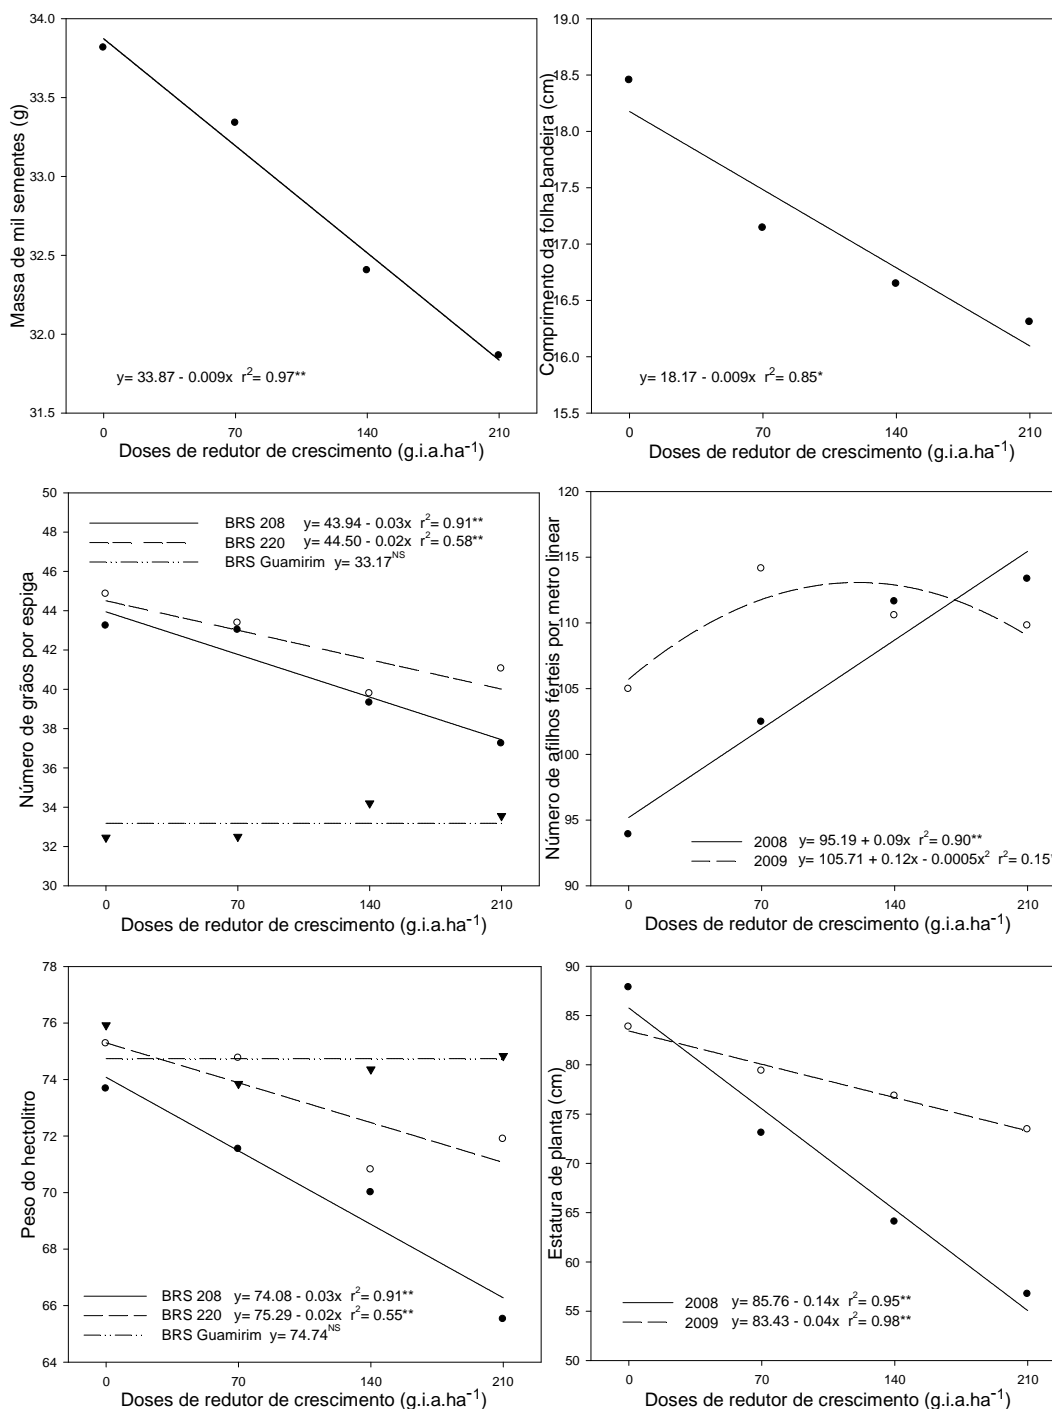 34.0
33.5
33.0
32.5
32.0
31.5
Massa de mil sementes (g)
y= 33.87 - 0.009x r²= 0.97**
0 70 140 210
Doses de redutor de crescimento (g.i.a.ha⁻¹)
18.5
18.0
17.5
17.0
16.5
16.0
15.5
Comprimento da folha bandeira (cm)
y= 18.17 - 0.009x r²= 0.85*
0 70 140 210
Doses de redutor de crescimento (g.i.a.ha⁻¹)
50
48
46
44
42
40
38
36
34
32
30
Número de grãos por espiga
BRS 208 y= 43.94 - 0.03x r²= 0.91**
BRS 220 y= 44.50 - 0.02x r²= 0.58**
BRS Guamirim y= 33.17ᴺˢ
0 70 140 210
Doses de redutor de crescimento (g.i.a.ha⁻¹)
120
115
110
105
100
95
90
Número de afilhos férteis por metro linear
2008 y= 95.19 + 0.09x r²= 0.90**
2009 y= 105.71 + 0.12x - 0.0005x² r²= 0.15*
0 70 140 210
Doses de redutor de crescimento (g.i.a.ha⁻¹)
78
76
74
72
70
68
66
64
Peso do hectolitro
BRS 208 y= 74.08 - 0.03x r²= 0.91**
BRS 220 y= 75.29 - 0.02x r²= 0.55**
BRS Guamirim y= 74.74ᴺˢ
0 70 140 210
Doses de redutor de crescimento (g.i.a.ha⁻¹)
90
85
80
75
70
65
60
55
50
Estatura de planta (cm)
2008 y= 85.76 - 0.14x r²= 0.95**
2009 y= 83.43 - 0.04x r²= 0.98**
0 70 140 210
Doses de redutor de crescimento (g.i.a.ha⁻¹)